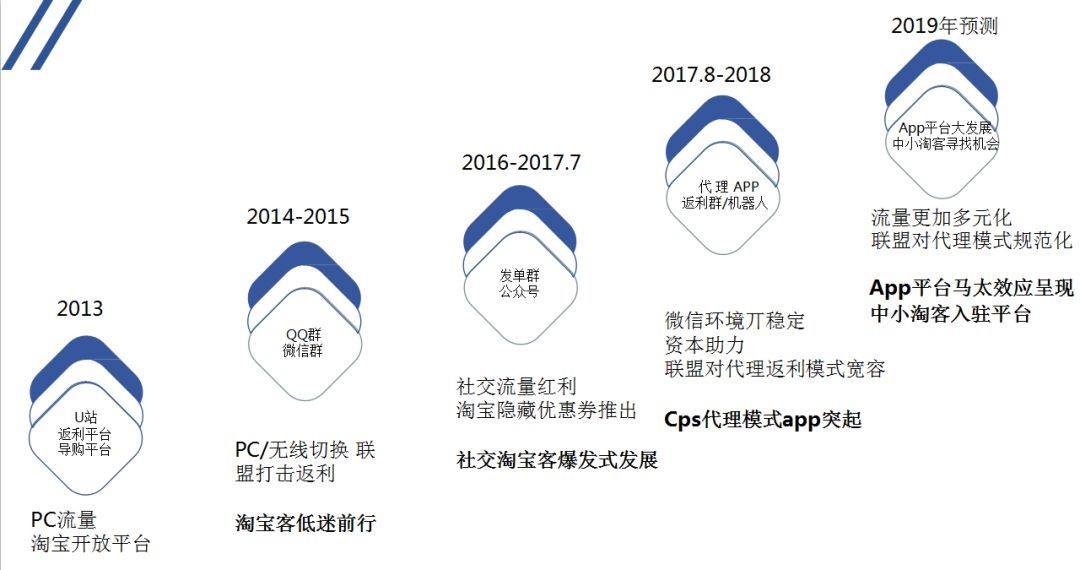 2013
U站
返利平台
导购平台
PC流量
淘宝开放平台
2014-2015
QQ群
微信群
PC/无线切换 联
盟打击返利
淘宝客低迷前行
2016-2017.7
发单群
公众号
社交流量红利
淘宝隐藏优惠券推出
社交淘宝客爆发式发展
2017.8-2018
代 理 APP
返利群/机器人
微信环境丌稳定
资本助力
联盟对代理返利模式宽容
Cps代理模式app突起
2019年预测
App平台大发展
中小淘客寻找机会
流量更加多元化
联盟对代理模式规范化
App平台马太效应呈现
中小淘客入驻平台